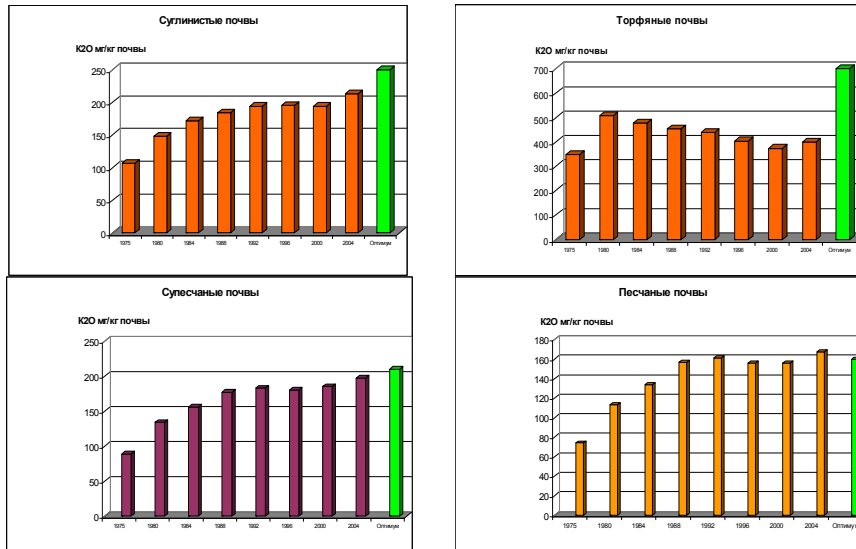 Суглинистые почвы
К2О мг/кг почвы
250
200
150
100
50
0
1975 1980 1984 1988 1992 1996 2000 2004 Оптимум
Торфяные почвы
К2О мг/кг почвы
700
600
500
400
300
200
100
0
1975 1980 1984 1988 1992 1996 2000 2004 Оптимум
Супесчаные почвы
К2О мг/кг почвы
250
200
150
100
50
0
1975 1980 1984 1988 1992 1996 2000 2004 Оптимум
Песчаные почвы
К2О мг/кг почвы
180
160
140
120
100
80
60
40
20
0
1975 1980 1984 1988 1992 1996 2000 2004 Оптимум